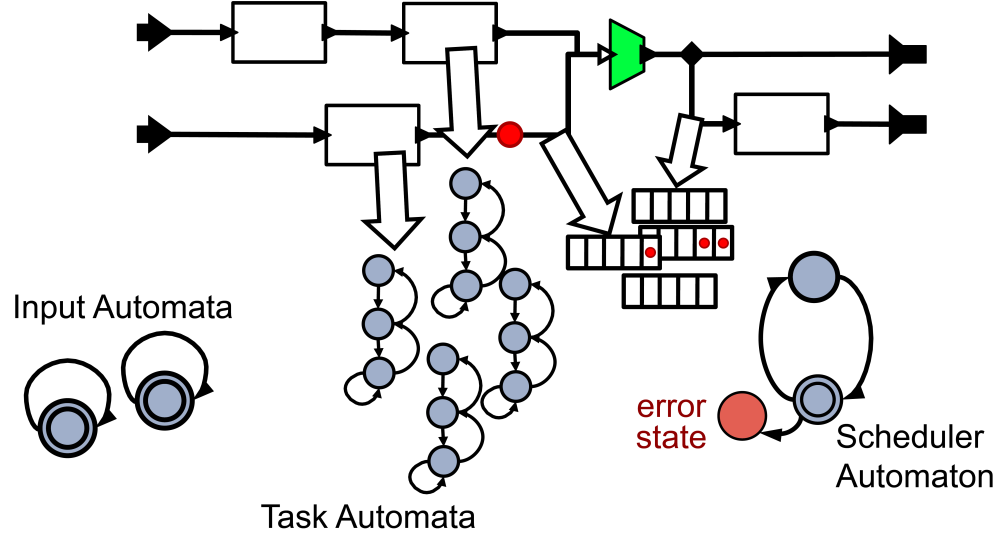 Input Automata
error
state
Scheduler
Automaton
Task Automata